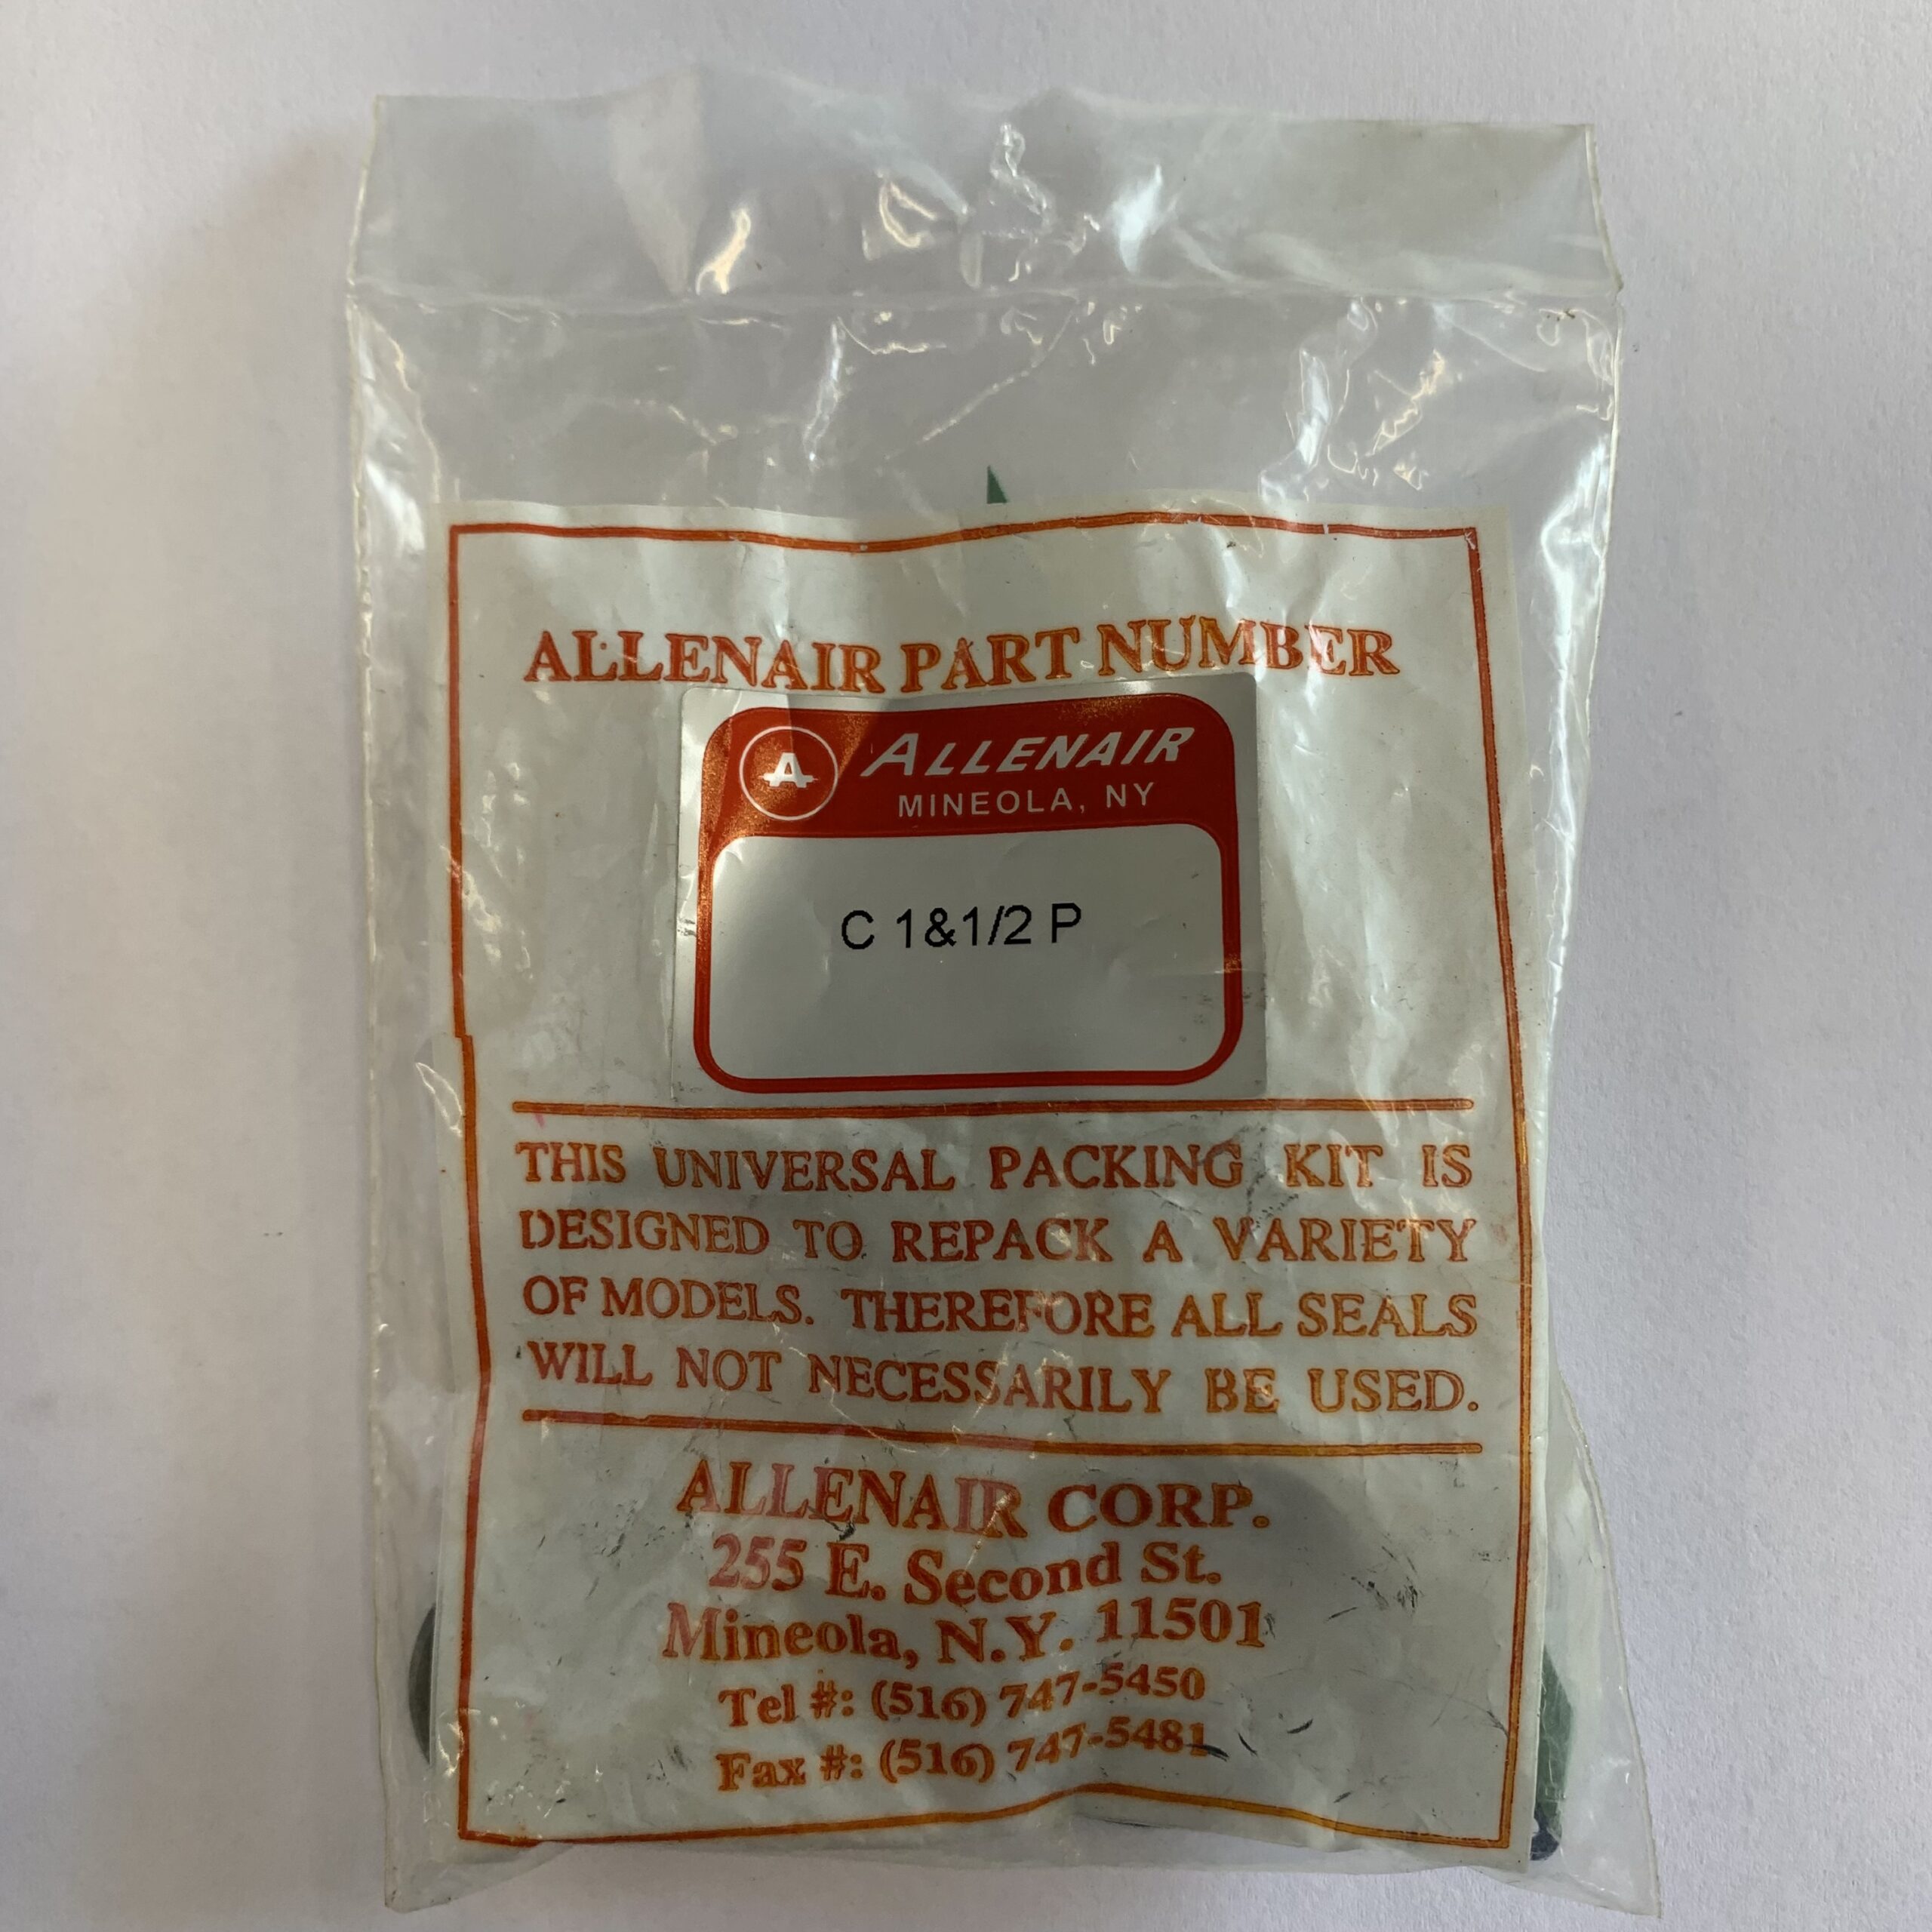 ALLENAIR PART NUMBER
A ALLENAIR
MINEOLA, NY
C 1&1/2 P
THIS UNIVERSAL PACKING KIT IS
DESIGNED TO REPACK A VARIETY
OF MODELS. THEREFORE ALL SEALS
WILL NOT NECESSARILY BE USED.
ALLENAIR CORP.
255 E. Second St.
Mineola, N.Y. 11501
Tel #: (516) 747-5450
Fax #: (516) 747-5481